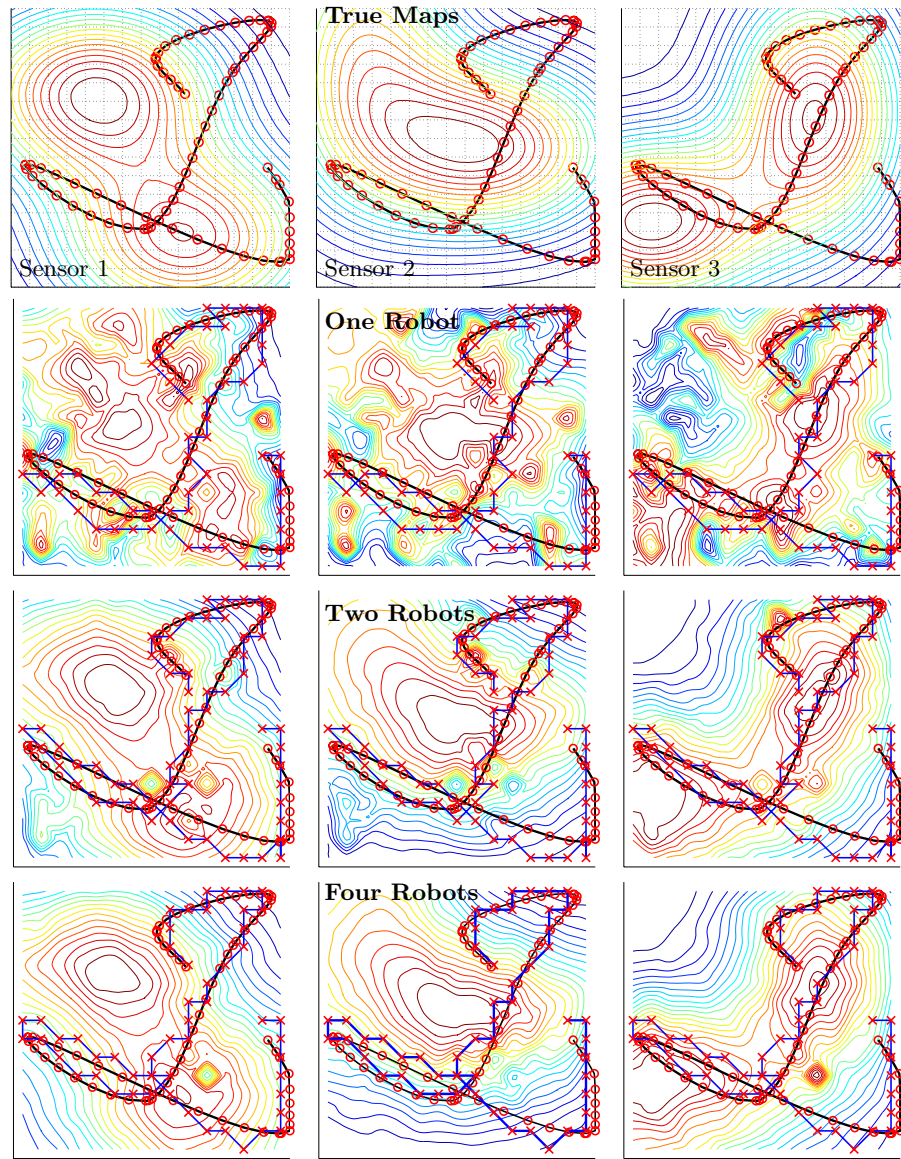 True Maps
Sensor 1
Sensor 2
Sensor 3
One Robot
Two Robots
Four Robots